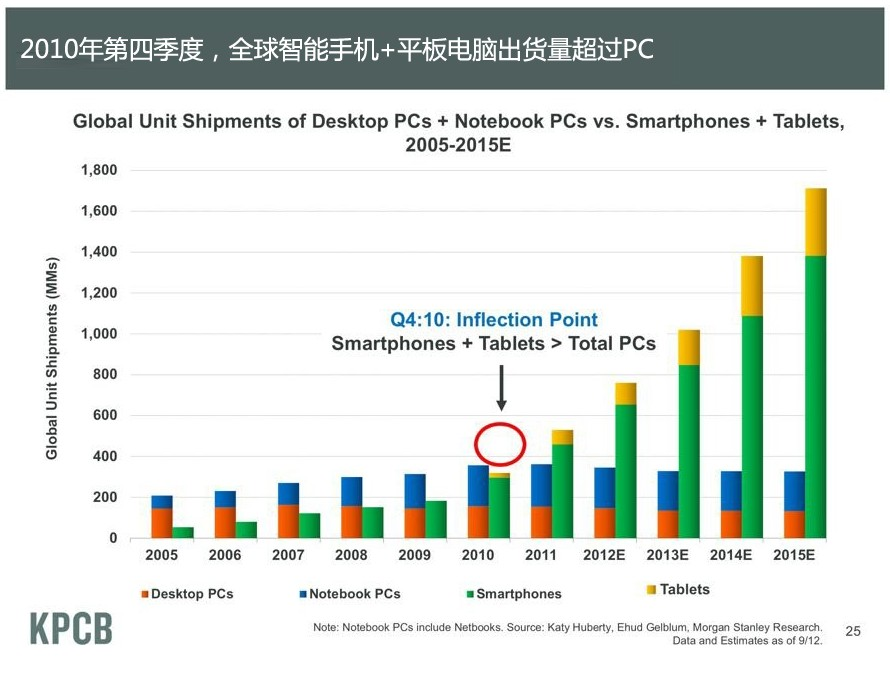 2010年第四季度，全球智能手机+平板电脑出货量超过PC
Global Unit Shipments of Desktop PCs + Notebook PCs vs. Smartphones + Tablets,
2005-2015E
Global Unit Shipments (MMs)
1,800
1,600
1,400
1,200
1,000
800
600
400
200
0
Q4:10: Inflection Point
Smartphones + Tablets > Total PCs
2005 2006 2007 2008 2009 2010 2011 2012E 2013E 2014E 2015E
Desktop PCs Notebook PCs Smartphones Tablets
KPCB
Note: Notebook PCs include Netbooks. Source: Katy Huberty, Ehud Gelblum, Morgan Stanley Research.
Data and Estimates as of 9/12.
25